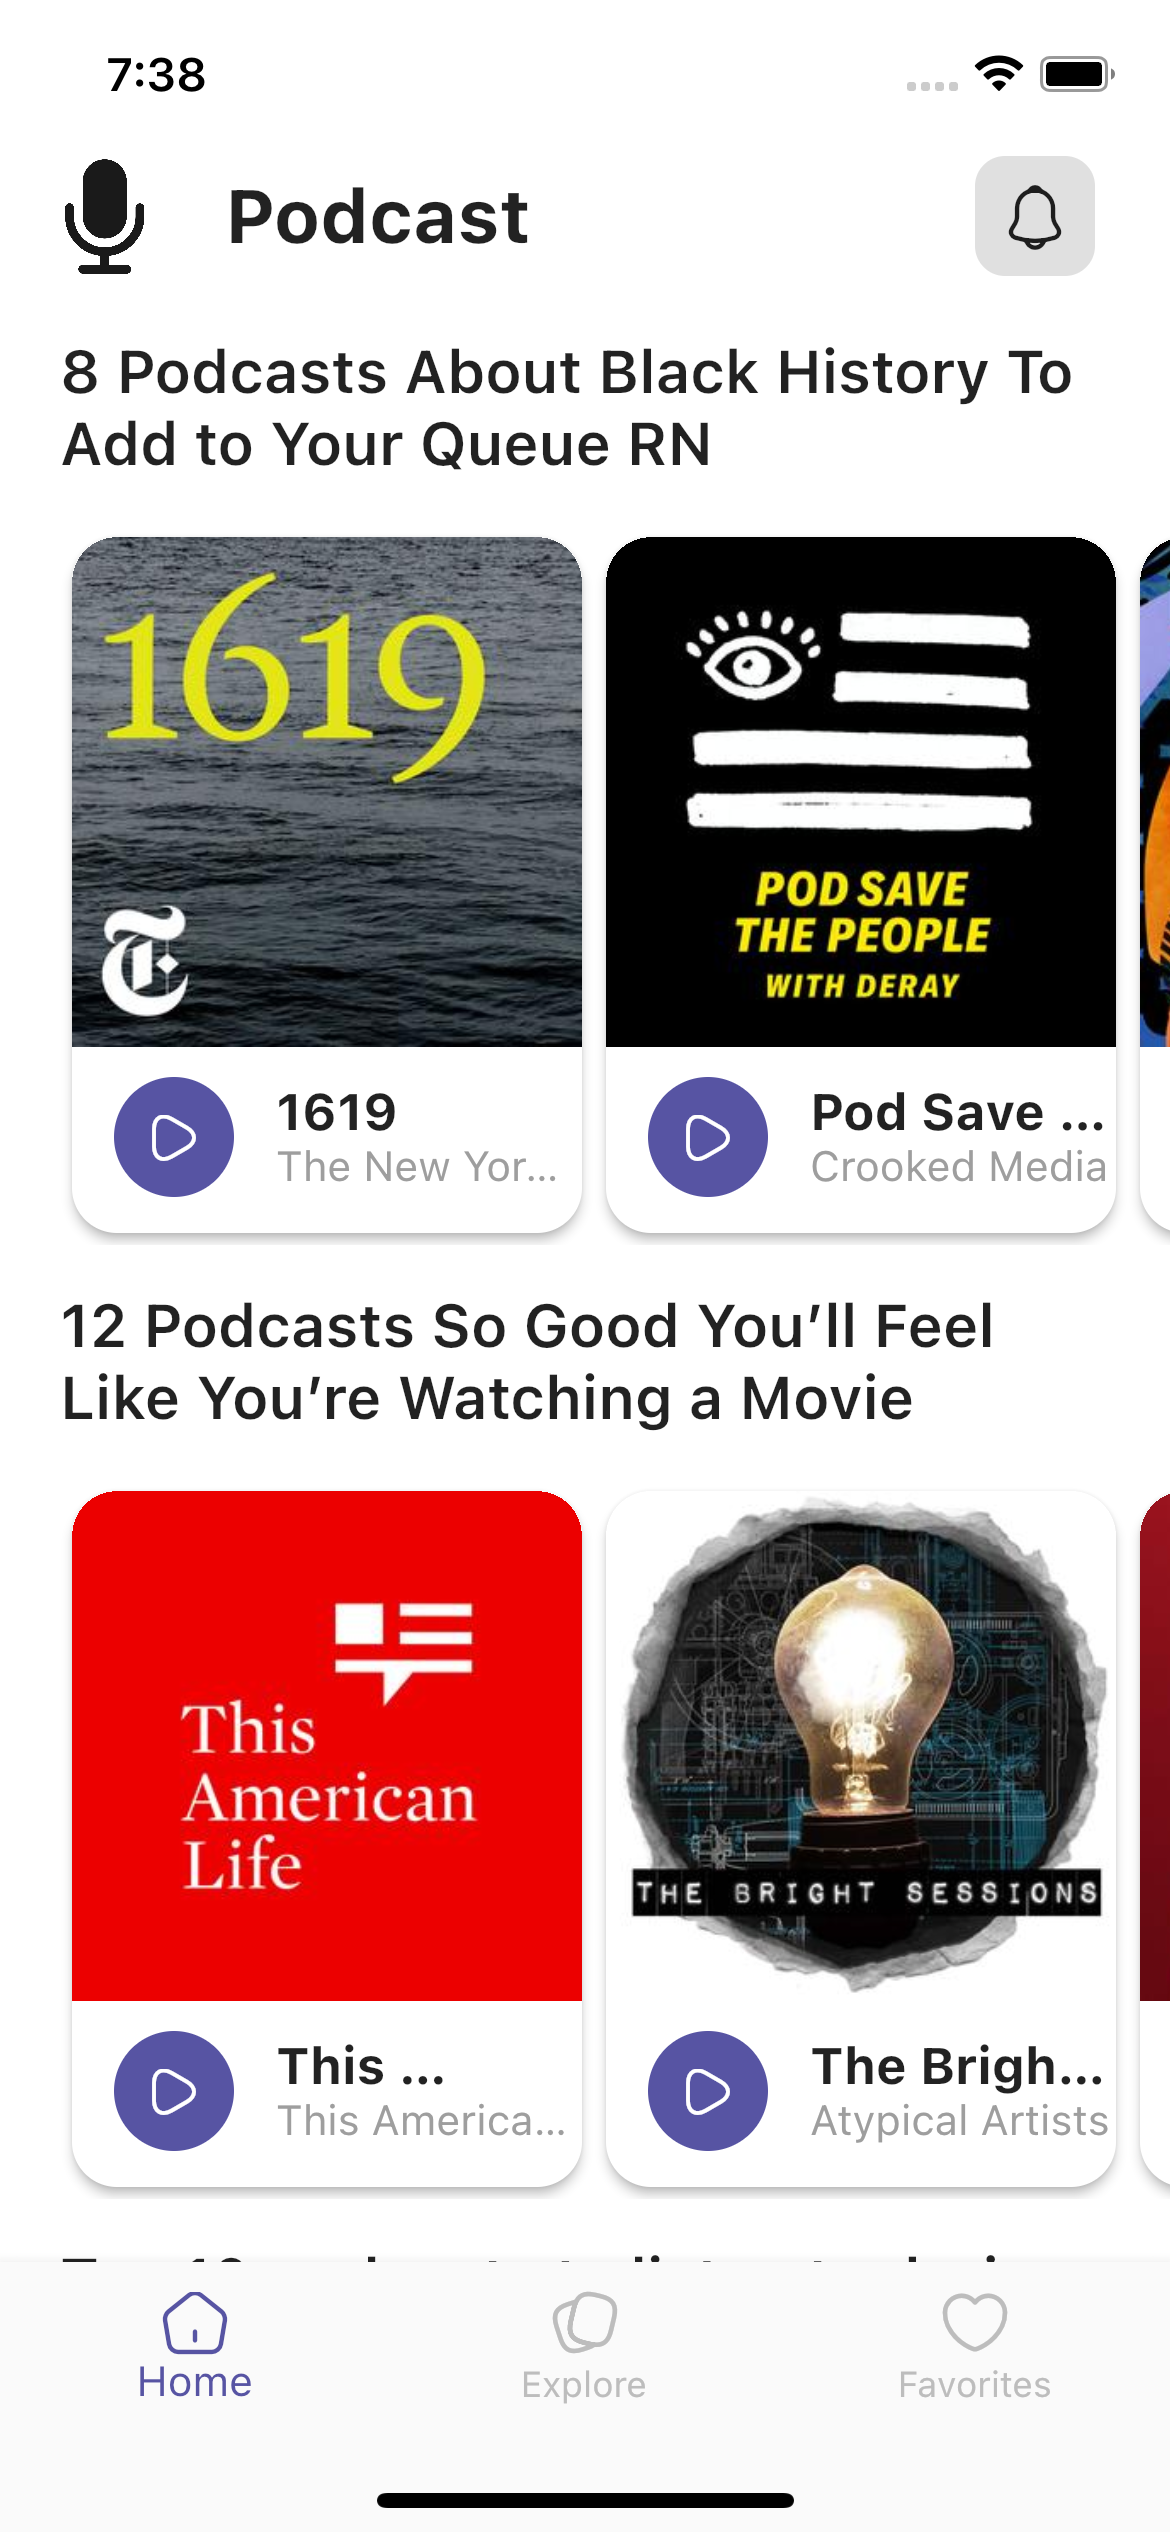 7:38
Podcast
8 Podcasts About Black History To
Add to Your Queue RN
1619
POD SAVE
THE PEOPLE
WITH DERAY
1619
The New Yor...
Pod Save ...
Crooked Media
12 Podcasts So Good You’ll Feel
Like You’re Watching a Movie
This
American
Life
THE BRIGHT SESSIONS
This ...
This America...
The Brigh...
Atypical Artists
Home
Explore
Favorites